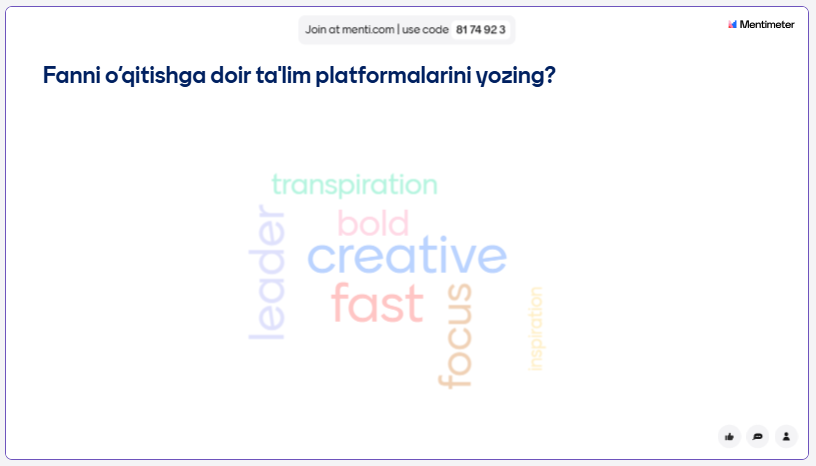 Join at menti.com | use code 81 74 92 3
Mentimeter
Fanni o‘qitishga doir ta'lim platformalarini yozing?
transpiration
bold
leader
creative
fast
focus
inspiration